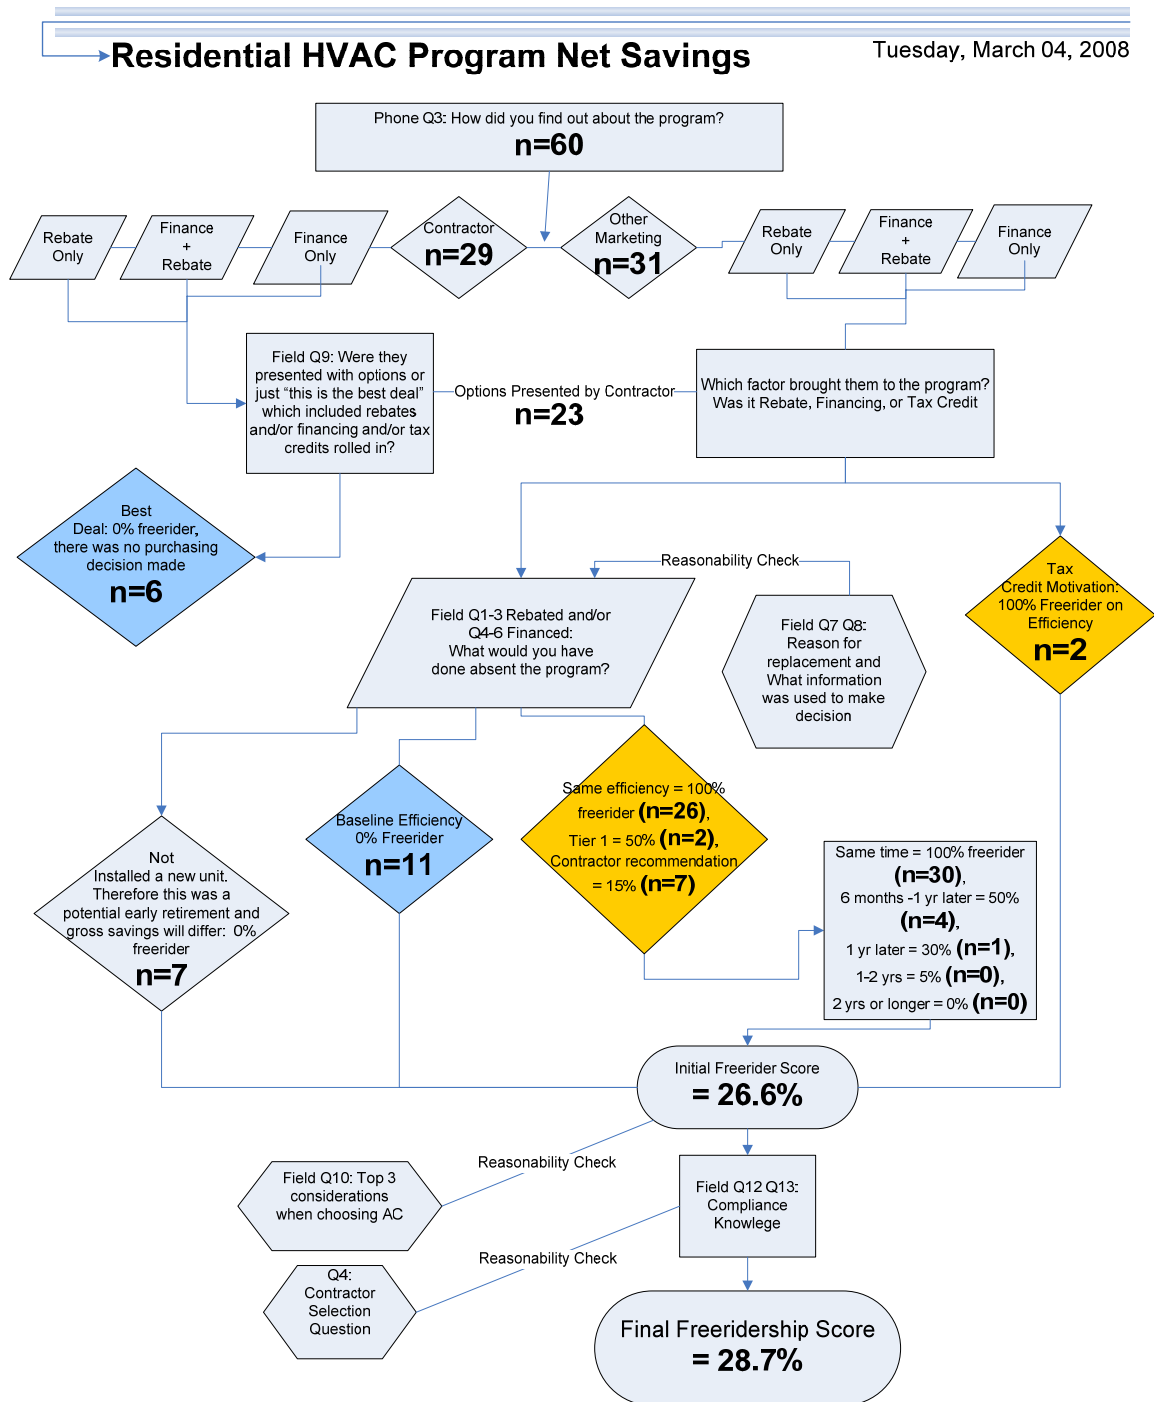 Residential HVAC Program Net Savings
Tuesday, March 04, 2008
Phone Q3: How did you find out about the program?
n=60
Rebate
Only
Finance
+
Rebate
Finance
Only
Contractor
n=29
Other
Marketing
n=31
Rebate
Only
Finance
+
Rebate
Finance
Only
Field Q9: Were they
presented with options or
just “this is the best deal”
which included rebates
and/or financing and/or tax
credits rolled in?
Options Presented by Contractor
n=23
Which factor brought them to the program?
Was it Rebate, Financing, or Tax Credit
Best
Deal: 0% freerider,
there was no purchasing
decision made
n=6
Reasonability Check
Tax
Credit Motivation:
100% Freerider on
Efficiency
n=2
Field Q1-3 Rebated and/or
Q4-6 Financed:
What would you have
done absent the program?
Field Q7 Q8:
Reason for
replacement and
What information
was used to make
decision
Not
Installed a new unit.
Therefore this was a
potential early retirement and
gross savings will differ: 0%
freerider
n=7
Baseline Efficiency
0% Freerider
n=11
Same efficiency = 100%
freerider (n=26),
Tier 1 = 50% (n=2),
Contractor recommendation
= 15% (n=7)
Same time = 100% freerider
(n=30),
6 months -1 yr later = 50%
(n=4),
1 yr later = 30% (n=1),
1-2 yrs = 5% (n=0),
2 yrs or longer = 0% (n=0)
Initial Freerider Score
= 26.6%
Reasonability Check
Field Q10: Top 3
considerations
when choosing AC
Field Q12 Q13:
Compliance
Knowlege
Reasonability Check
Q4:
Contractor
Selection
Question
Final Freeridership Score
= 28.7%